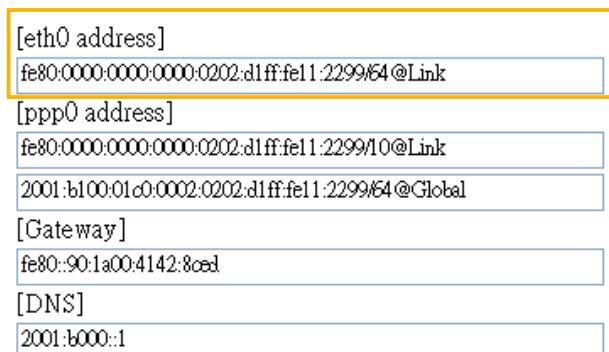 [eth0 address]
fe80:0000:0000:0000:0202:d1ff:fe11:2299/64@Link
[ppp0 address]
fe80:0000:0000:0000:0202:d1ff:fe11:2299/10@Link
2001:b100:01c0:0002:0202:d1ff:fe11:2299/64@Global
[Gateway]
fe80::90:1a00:4142:8ced
[DNS]
2001:b000::1